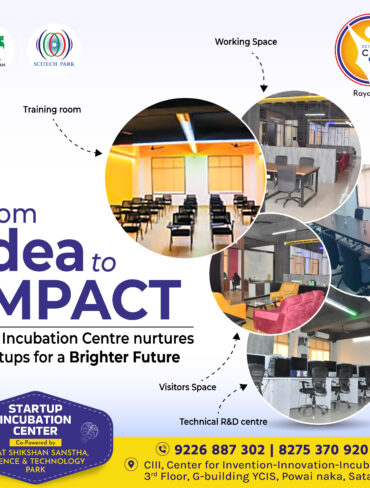 SCITECH PARK
Working Space
Training room
Raya
om
dea to
MPACT
Incubation Centre nurtures
tups for a Brighter Future
Visitors Space
Technical R&D centre
STARTUP
INCUBATION
CENTER
Co-Powered by
AT SHIKSHAN SANSTHA,
ENCE & TECHNOLOGY
PARK
9226 887 302 | 8275 370 920
CIII, Center for Invention-Innovation-Incub
3rd Floor, G-building YCIS, Powai naka, Sata